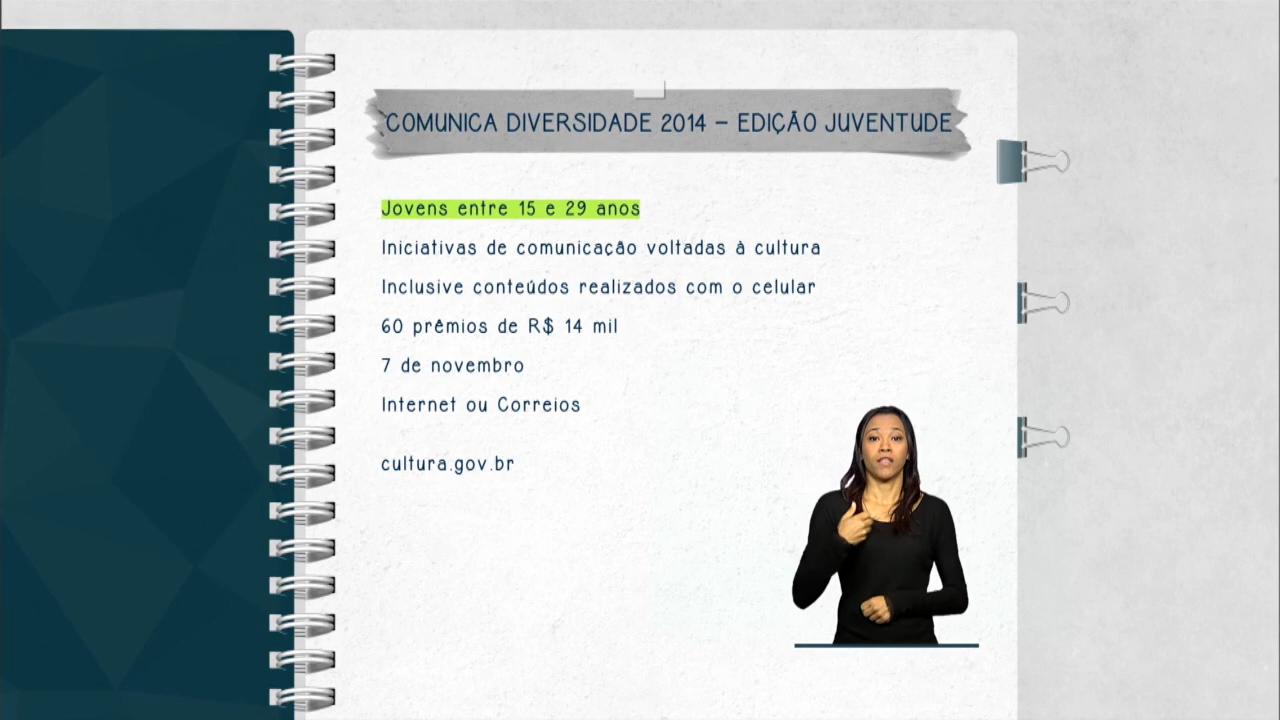 COMUNICA DIVERSIDADE 2014 – EDIÇÃO JUVENTUDE
Jovens entre 15 e 29 anos
Iniciativas de comunicação voltadas à cultura
Inclusive conteúdos realizados com o celular
60 prêmios de R$ 14 mil
7 de novembro
Internet ou Correios
cultura.gov.br